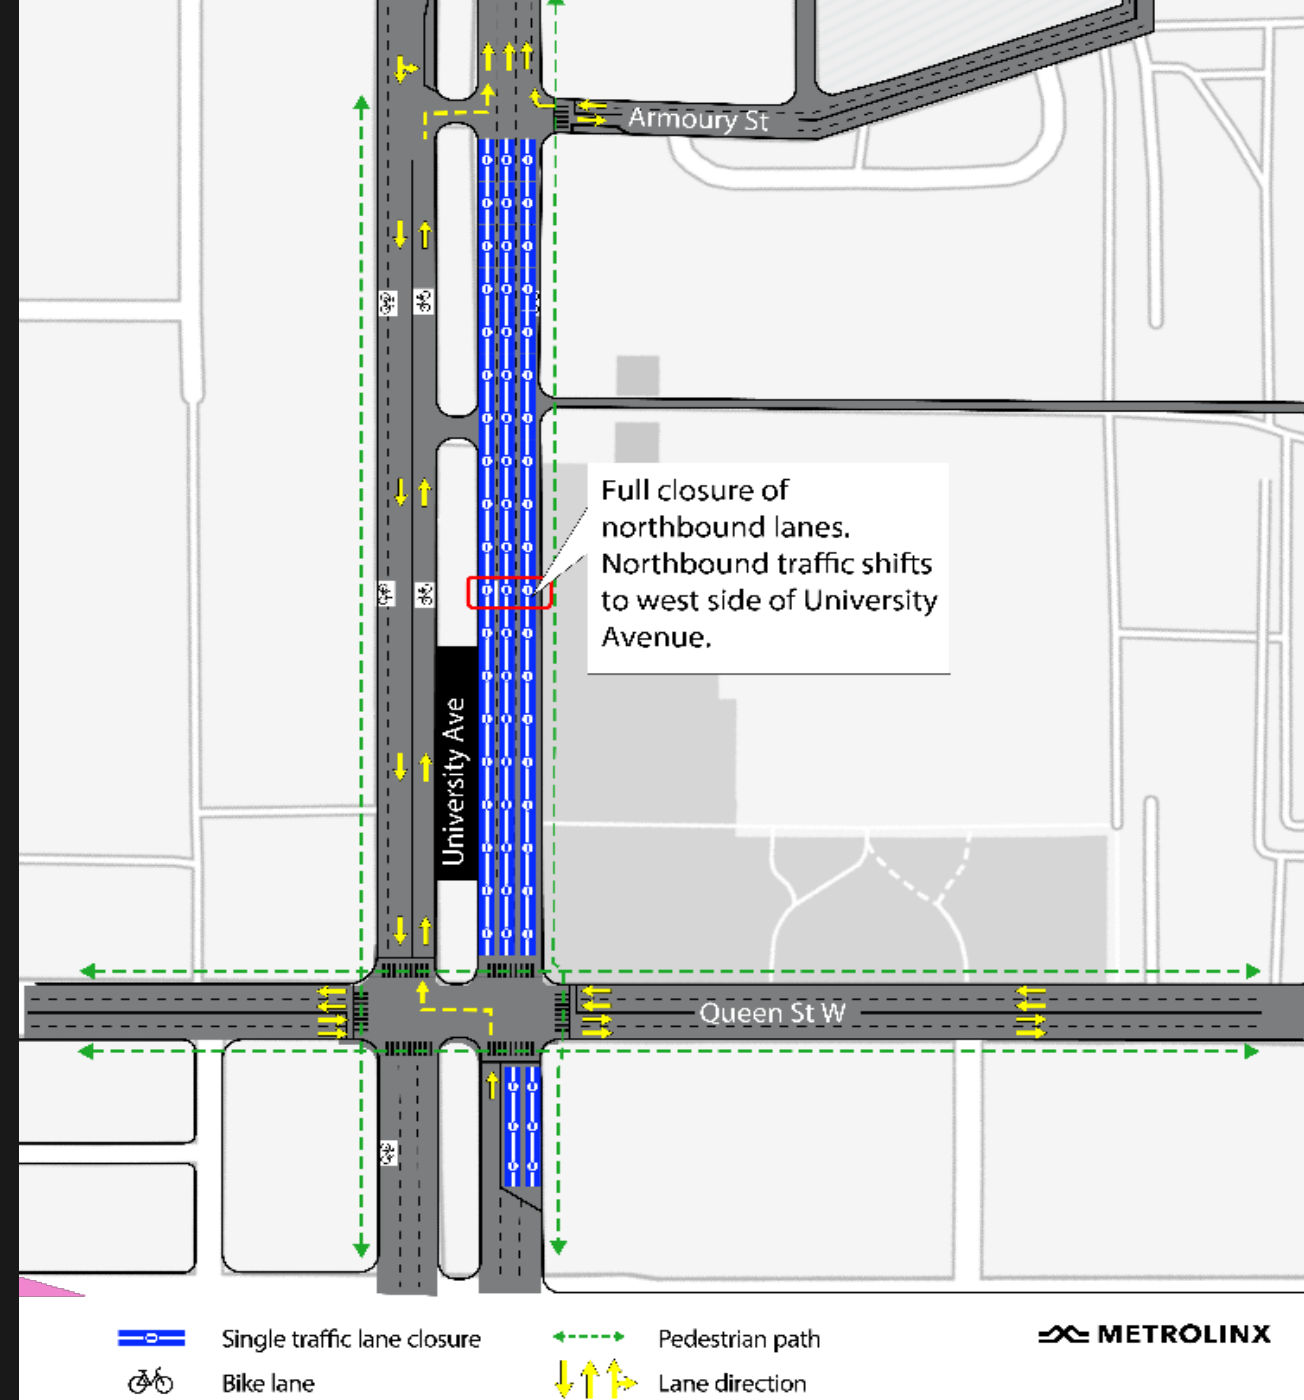 Armoury St
Full closure of
northbound lanes.
Northbound traffic shifts
to west side of University
Avenue.
University Ave
Queen St W
Single traffic lane closure
Pedestrian path
METROLINX
Bike lane
Lane direction